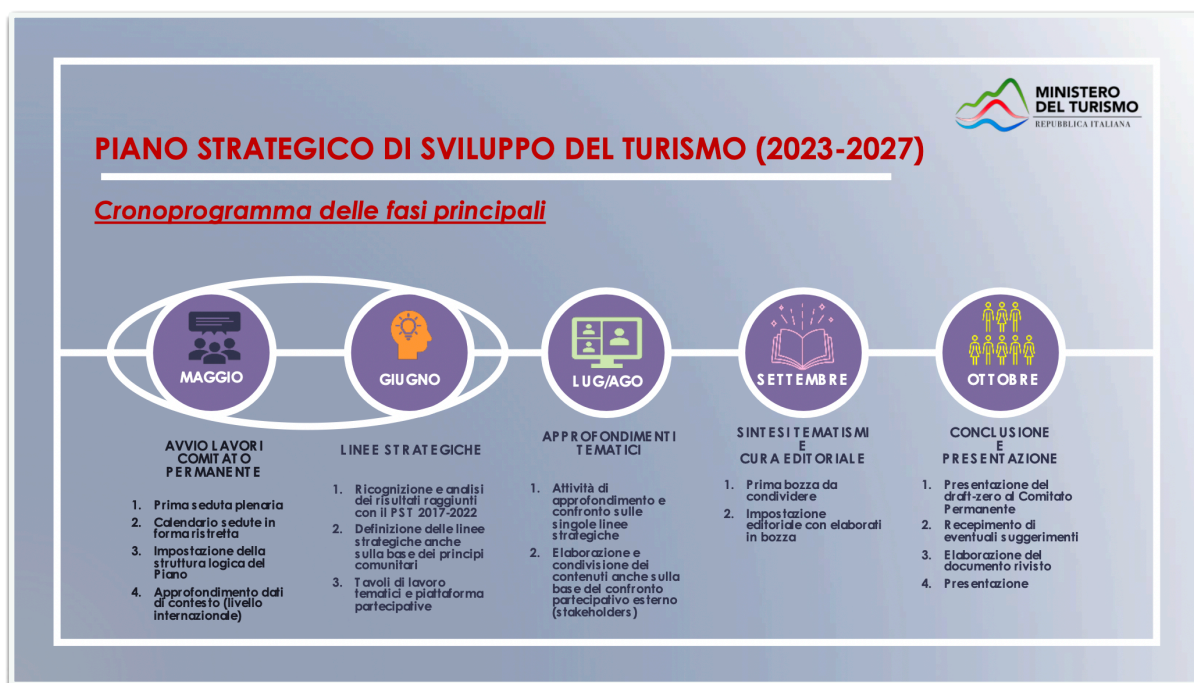 MINISTERO
DEL TURISMO
REPUBBLICA ITALIANA
PIANO STRATEGICO DI SVILUPPO DEL TURISMO (2023-2027)
Cronoprogramma delle fasi principali
MAGGIO
GIUGNO
LUG/AGO
SETTEMBRE
OTTOBRE
AVVIO LAVORI
COMITATO
PERMANENTE
1. Prima seduta plenaria
2. Calendario sedute in
forma ristretta
3. Impostazione della
struttura logica del
Piano
4. Approfondimento dati
di contesto (livello
internazionale)
LINEE STRATEGICHE
1. Ricognizione e analisi
dei risultati raggiunti
con il PST 2017-2022
2. Definizione delle linee
strategiche anche
sulla base dei principi
comunitari
3. Tavoli di lavoro
tematici e piattaforma
partecipative
APPROFONDIMENTI
TEMATICI
1. Attività di
approfondimento e
confronto sulle
singole linee
strategiche
2. Elaborazione e
condivisione dei
contenuti anche sulla
base del confronto
partecipativo esterno
(stakeholders)
SINTESI TEMATISMI
E
CURA EDITORIALE
1. Prima bozza da
condividere
2. Impostazione
editoriale con elaborati
in bozza
CONCLUSIONE
E
PRESENTAZIONE
1. Presentazione del
draft-zero al Comitato
Permanente
2. Recepimento di
eventuali suggerimenti
3. Elaborazione del
documento rivisto
4. Presentazione